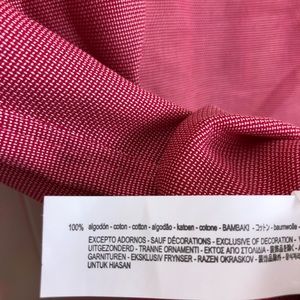 100% algodón - coton - cotton - algodão - katoen - cotone - BAMBAKI - コットン - baumwolle -
EXCEPTO ADORNOS - SAUF DÉCORATIONS - EXCLUSIVE OF DECORATION -
UITGEZONDERD - TRANNE ORNAMENTI - ΕΚΤΟΣ ΑΠΟ ΣΤΟΛΙΔΙΑ -
GARNITUREN - EKSKLUSIV FRYNSER - RAZEN OKRASKOV -
UNTUK HIASAN